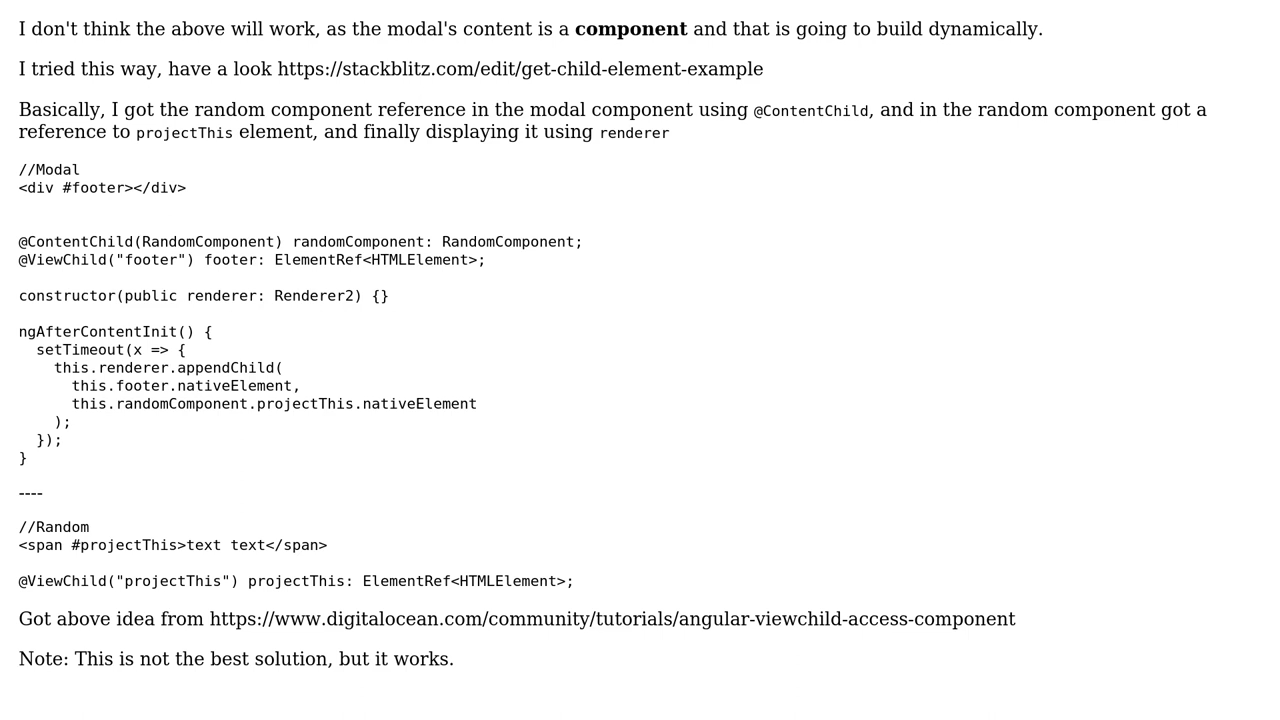 I don't think the above will work, as the modal's content is a component and that is going to build dynamically.
I tried this way, have a look https://stackblitz.com/edit/get-child-element-example
Basically, I got the random component reference in the modal component using @ContentChild, and in the random component got a
reference to projectThis element, and finally displaying it using renderer
//Modal
<div #footer></div>
@ContentChild(RandomComponent) randomComponent: RandomComponent;
@ViewChild("footer") footer: ElementRef<HTMLElement>;
constructor(public renderer: Renderer2) {}
ngAfterContentInit() {
  setTimeout(x => {
    this.renderer.appendChild(
      this.footer.nativeElement,
      this.randomComponent.projectThis.nativeElement
    );
  });
}
----
//Random
<span #projectThis>text text</span>
@ViewChild("projectThis") projectThis: ElementRef<HTMLElement>;
Got above idea from https://www.digitalocean.com/community/tutorials/angular-viewchild-access-component
Note: This is not the best solution, but it works.